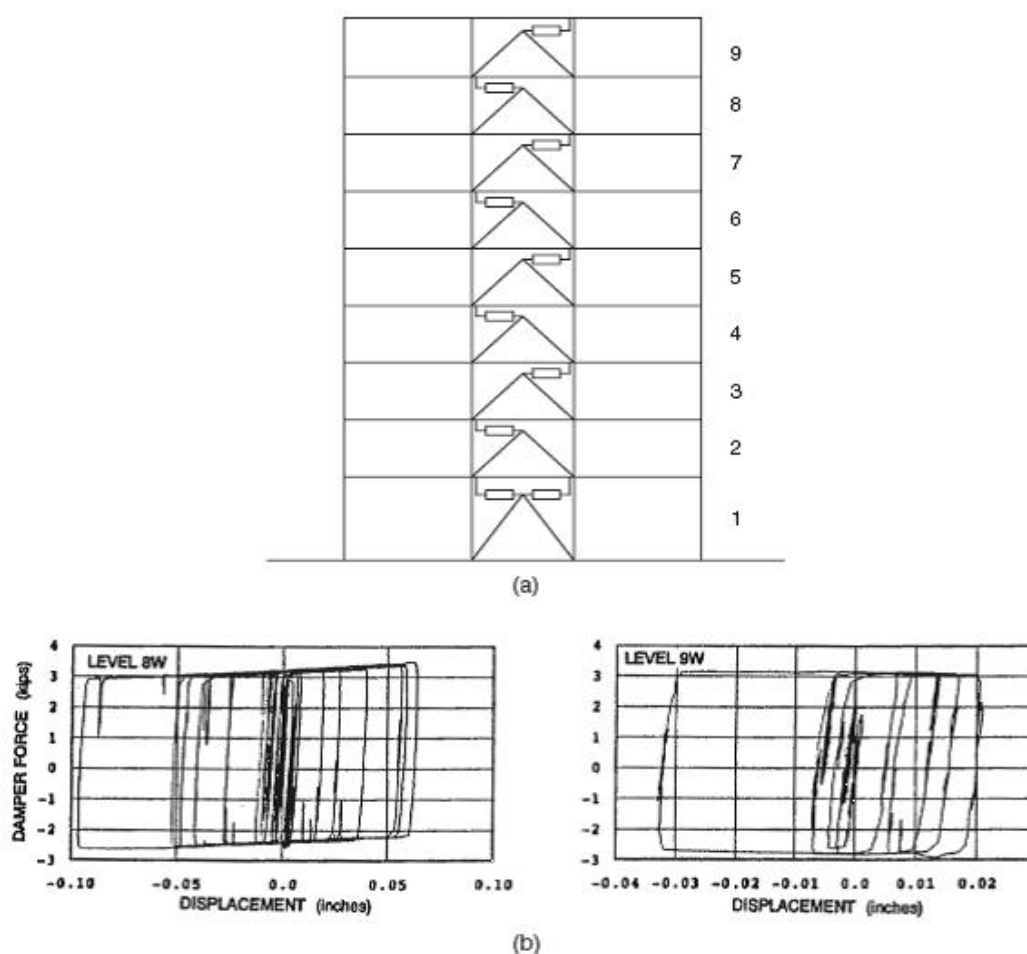 9
8
7
6
5
4
3
2
1
(a)
DAMPER FORCE (kips)
4
3
2
1
0
-1
-2
-3
LEVEL 8W
-0.10 -0.05 0.0 0.05 0.10
DISPLACEMENT (inches)
4
3
2
1
0
-1
-2
-3
LEVEL 9W
-0.04 -0.03 -0.02 -0.01 0.0 0.01 0.02
DISPLACEMENT (inches)
(b)